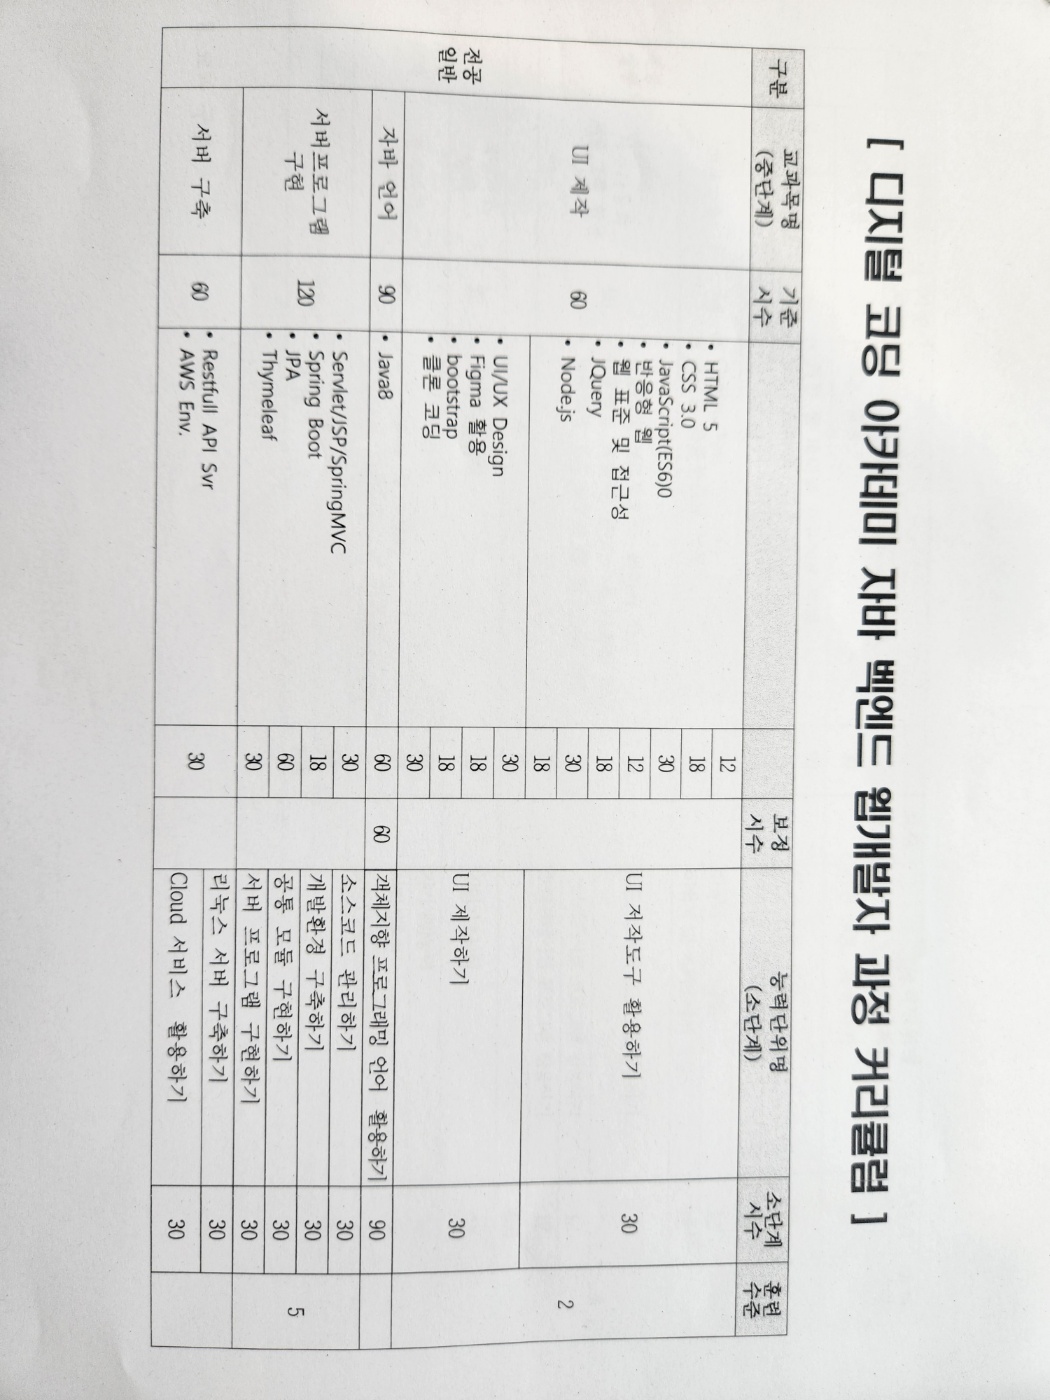 [ 디지털 코딩 아카데미 자바 벡엔드 웹개발자 과정 커리큘럼 ]
구분
교과목명
(중단계)
기준
시수
보정
시수
능력단위명
(소단계)
소단계
시수
훈련
수준
전공
일반
UI 제작
60
• HTML 5
• CSS 3.0
• JavaScript(ES6)0
• 반응형 웹
• 웹 표준 및 접근성
• JQuery
• Node.js
12
18
30
12
18
30
18
UI 저작도구 활용하기
30
2
• UI/UX Design
• Figma 활용
• bootstrap
• 클론 코딩
30
18
18
30
UI 제작하기
30
자바 언어
90
• Java8
60
60
객체지향 프로그래밍 언어 활용하기
90
서버프로그램
구현
120
• Servlet/JSP/SpringMVC
• Spring Boot
• JPA
• Thymeleaf
30
18
60
30
소스코드 관리하기
30
개발환경 구축하기
30
공통 모듈 구현하기
30
서버 프로그램 구현하기
30
5
서버 구축
60
• Restfull API Svr
• AWS Env.
30
리눅스 서버 구축하기
30
Cloud 서비스 활용하기
30